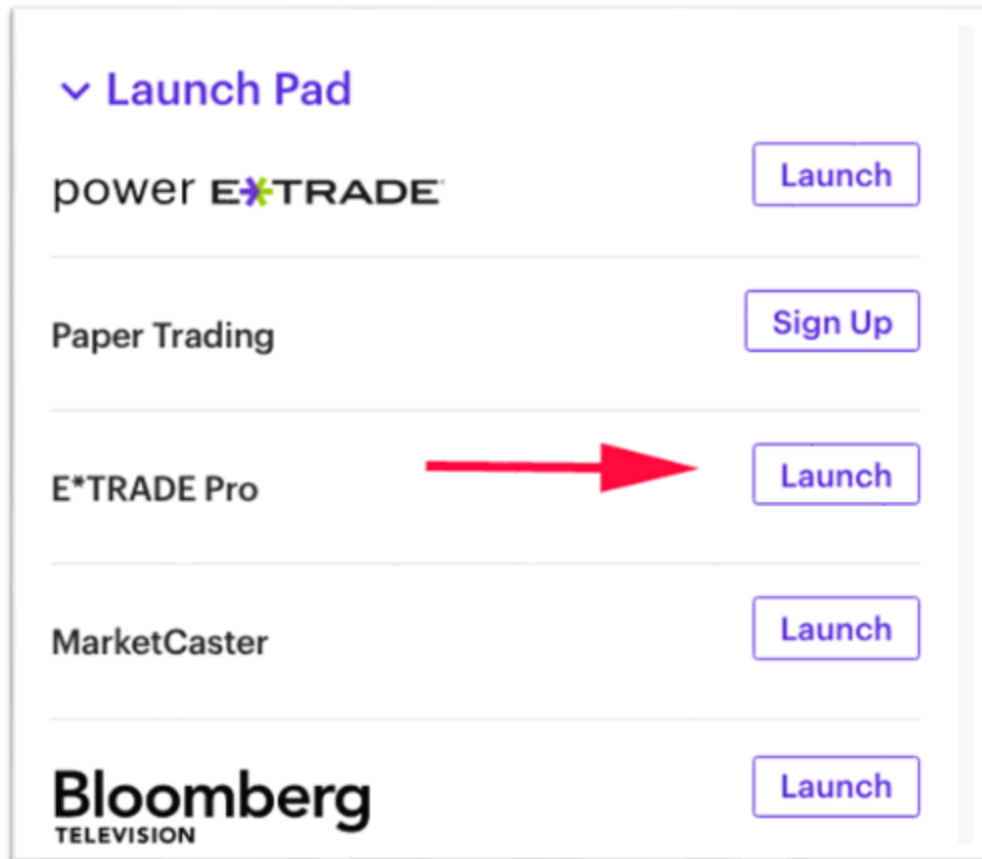 Launch Pad
power E*TRADE
Launch
Paper Trading
Sign Up
E*TRADE Pro
Launch
MarketCaster
Launch
Bloomberg
TELEVISION
Launch